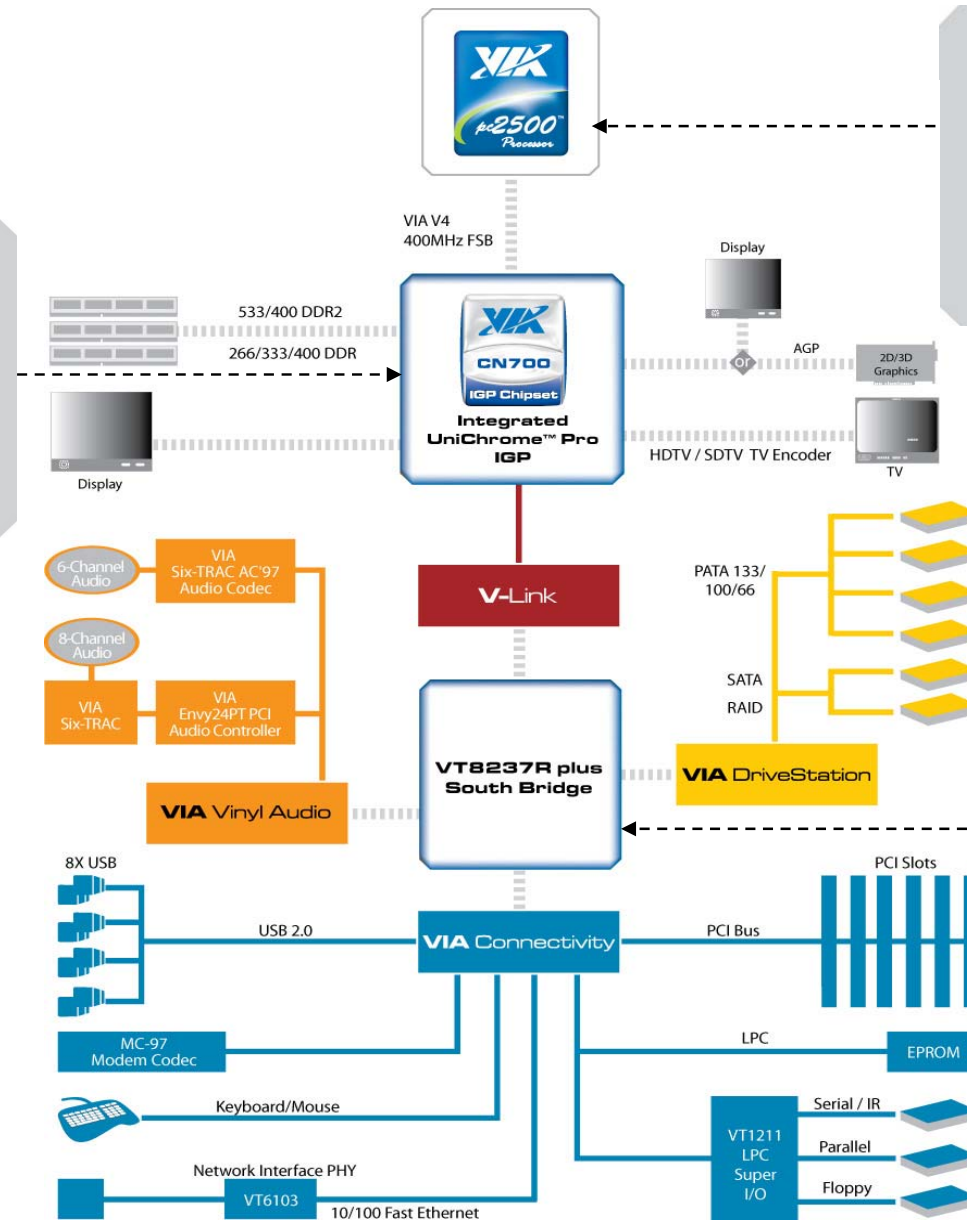 VIA
pc2500™
Processor
VIA V4
400MHz FSB
Display
533/400 DDR2
266/333/400 DDR
VIA
CN700
IGP Chipset
Integrated
UniChrome™ Pro
IGP
or
AGP
2D/3D
Graphics
HDTV / SDTV TV Encoder
TV
Display
6-Channel
Audio
VIA
Six-TRAC AC'97
Audio Codec
V-Link
PATA 133/
100/66
8-Channel
Audio
VIA
Six-TRAC
VIA
Envy24PT PCI
Audio Controller
SATA
RAID
VT8237R plus
South Bridge
VIA DriveStation
VIA Vinyl Audio
8X USB
PCI Slots
USB 2.0
VIA Connectivity
PCI Bus
MC-97
Modem Codec
LPC
EPROM
Keyboard/Mouse
VT1211
LPC
Super
I/O
Serial / IR
Parallel
Floppy
Network Interface PHY
VT6103
10/100 Fast Ethernet